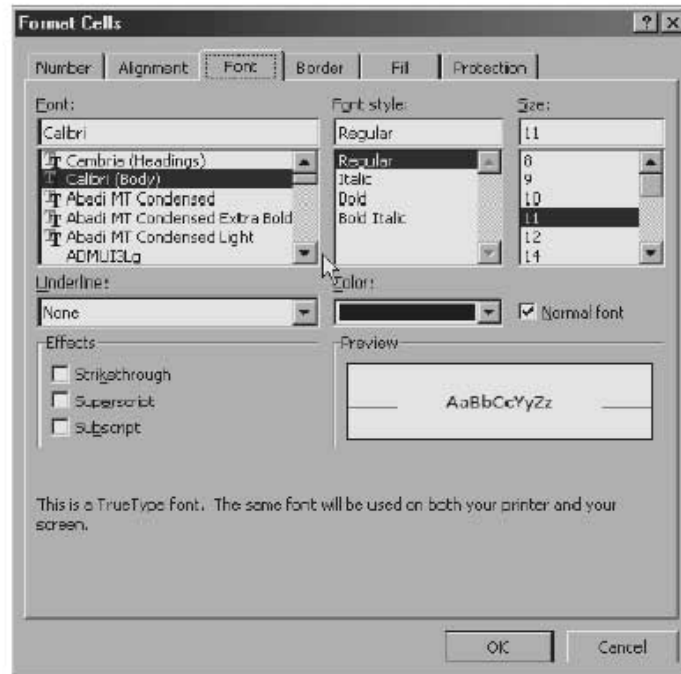 Format Cells
Number Alignment Font Border Fill Protection
Font: Font style: Size:
Calibri Regular 11
Cambria (Headings) Regular 8
Calibri (Body) Italic 9
Abadi MT Condensed Bold 10
Abadi MT Condensed Extra Bold Bold Italic 11
Abadi MT Condensed Light 12
ADMUI3Lg 14
Underline: Color:
None Normal font
Effects Preview
Strikethrough
Superscript AaBbCcYyZz
Subscript
This is a TrueType font. The same font will be used on both your printer and your
screen.
OK Cancel